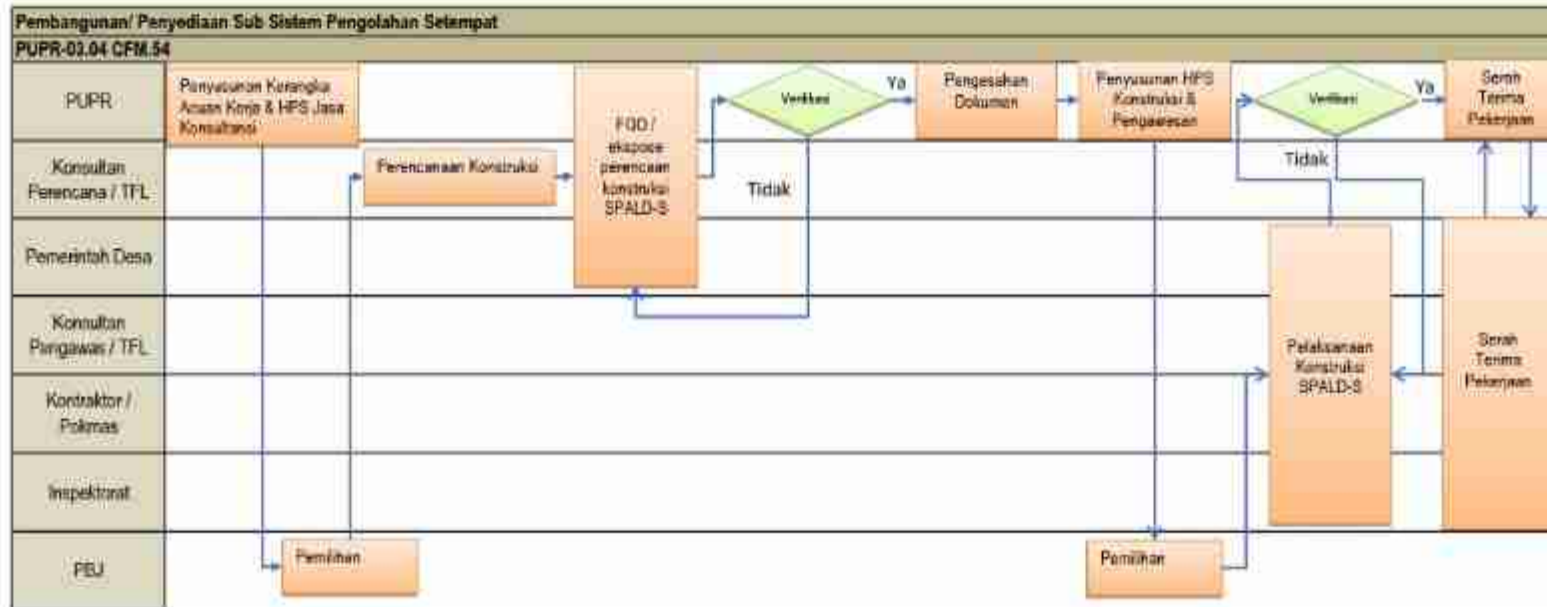 Pembangunan/ Penyediaan Sub Sistem Pengolahan Setempat
PUPR-03.04 CFM.54
PUPR
Penyusunan Kerangka
Acuan Kerja & HPS Jasa
Konsultansi
FGD /
ekspose
perencaan
konstruksi
SPALD-S
Verifikasi
Ya
Pengesahan
Dokumen
Penyusunan HPS
Konstruksi &
Pengawasan
Verifikasi
Ya
Serah
Terima
Pekerjaan
Konsultan
Perencana / TFL
Perencanaan Konstruksi
Tidak
Tidak
Pemerintah Desa
Konsultan
Pengawas / TFL
Pelaksanaan
Konstruksi
SPALD-S
Serah
Terima
Pekerjaan
Kontraktor /
Pokmas
Inspektorat
PBJ
Pemilihan
Pemilihan